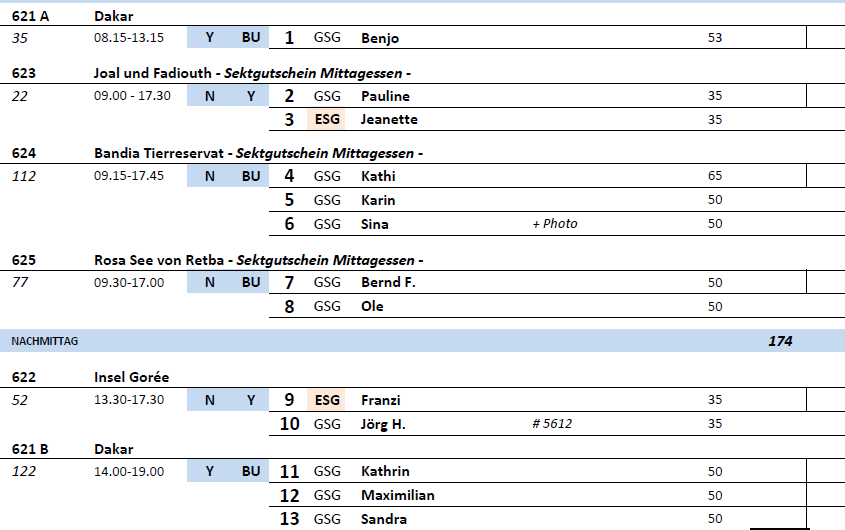 621 A Dakar
35 08.15-13.15 Y BU 1 GSG Benjo 53
623 Joal und Fadiouth - Sektgutschein Mittagessen -
22 09.00 - 17.30 N Y 2 GSG Pauline 35
3 ESG Jeanette 35
624 Bandia Tierreservat - Sektgutschein Mittagessen -
112 09.15-17.45 N BU 4 GSG Kathi 65
5 GSG Karin 50
6 GSG Sina + Photo 50
625 Rosa See von Retba - Sektgutschein Mittagessen -
77 09.30-17.00 N BU 7 GSG Bernd F. 50
8 GSG Ole 50
NACHMITTAG 174
622 Insel Gorée
52 13.30-17.30 N Y 9 ESG Franzi 35
10 GSG Jörg H. # 5612 35
621 B Dakar
122 14.00-19.00 Y BU 11 GSG Kathrin 50
12 GSG Maximilian 50
13 GSG Sandra 50